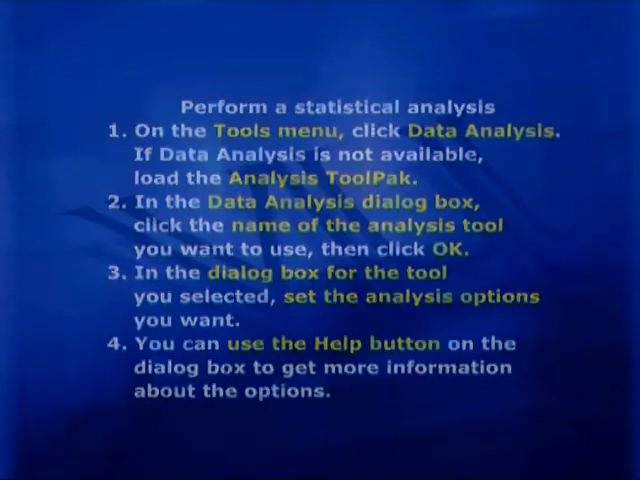 Perform a statistical analysis
1. On the Tools menu, click Data Analysis.
If Data Analysis is not available,
load the Analysis ToolPak.
2. In the Data Analysis dialog box,
click the name of the analysis tool
you want to use, then click OK.
3. In the dialog box for the tool
you selected, set the analysis options
you want.
4. You can use the Help button on the
dialog box to get more information
about the options.